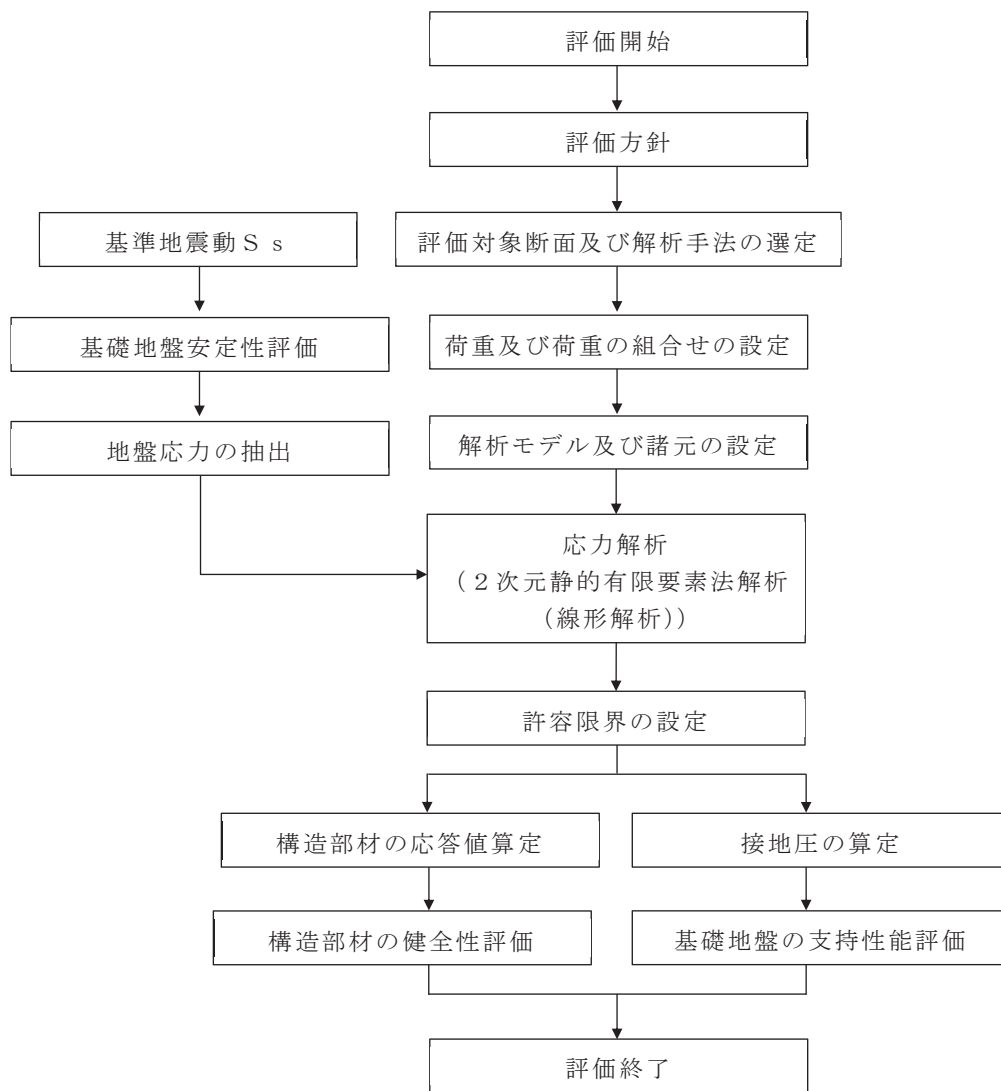 評価開始
評価方針
評価対象断面及び解析手法の選定
基準地震動Ｓｓ
荷重及び荷重の組合せの設定
基礎地盤安定性評価
解析モデル及び諸元の設定
地盤応力の抽出
応力解析
（２次元静的有限要素法解析
（線形解析））
許容限界の設定
構造部材の応答値算定
接地圧の算定
構造部材の健全性評価
基礎地盤の支持性能評価
評価終了